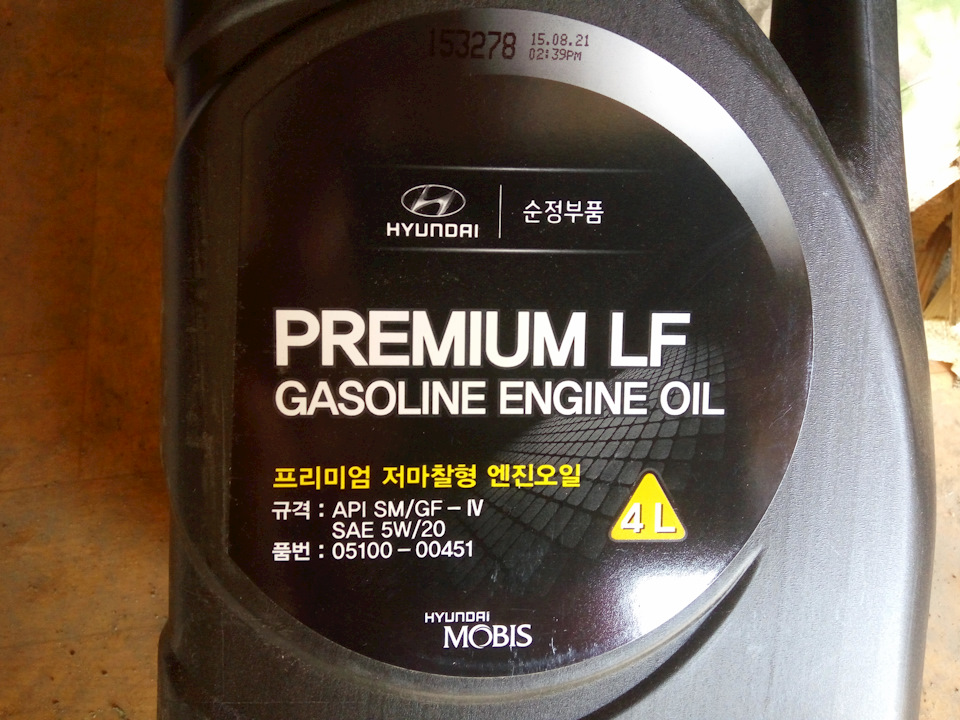 153278 15.08.21
02:39PM
HYUNDAI 순정부품
PREMIUM LF
GASOLINE ENGINE OIL
프리미엄 저마찰형 엔진오일
규격 : API SM/GF-Ⅳ
SAE 5W/20
품번 : 05100-00451
4L
HYUNDAI
MOBIS